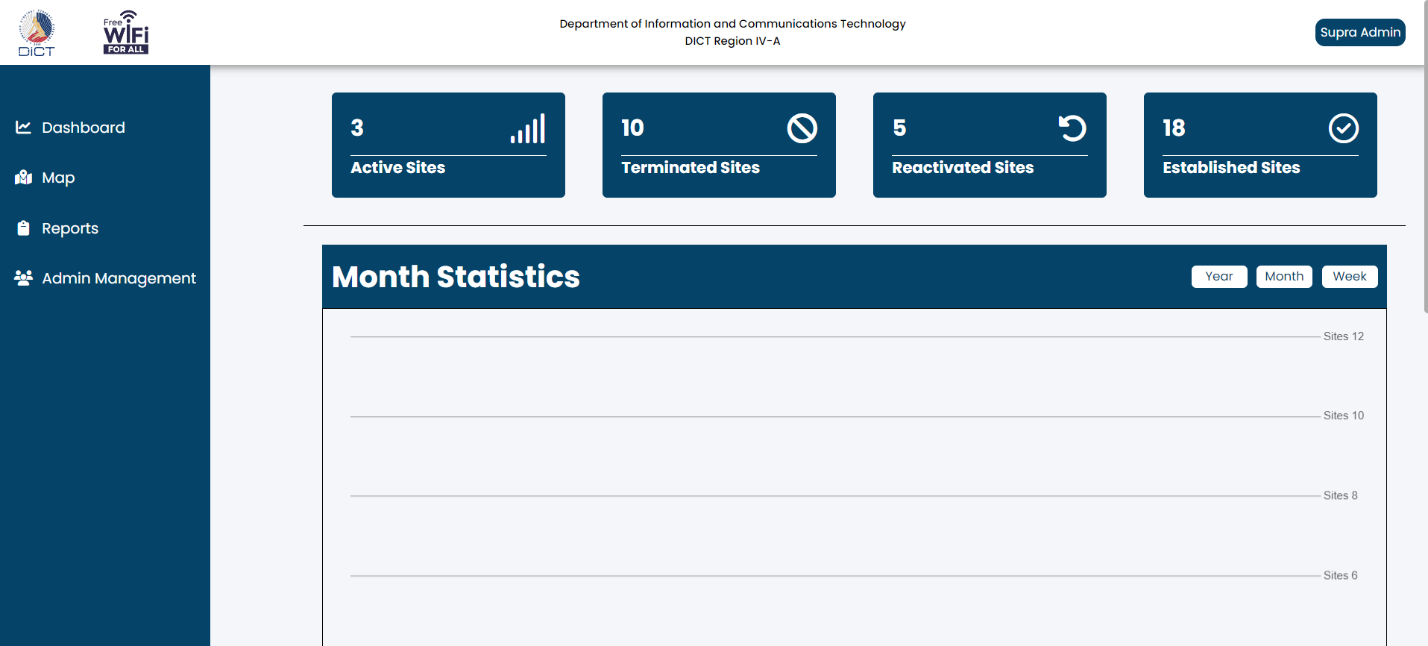 DICT
Free
WiFi
FOR ALL
Department of Information and Communications Technology
DICT Region IV-A
Supra Admin
Dashboard
Map
Reports
Admin Management
3
Active Sites
10
Terminated Sites
5
Reactivated Sites
18
Established Sites
Month Statistics
Year
Month
Week
Sites 12
Sites 10
Sites 8
Sites 6